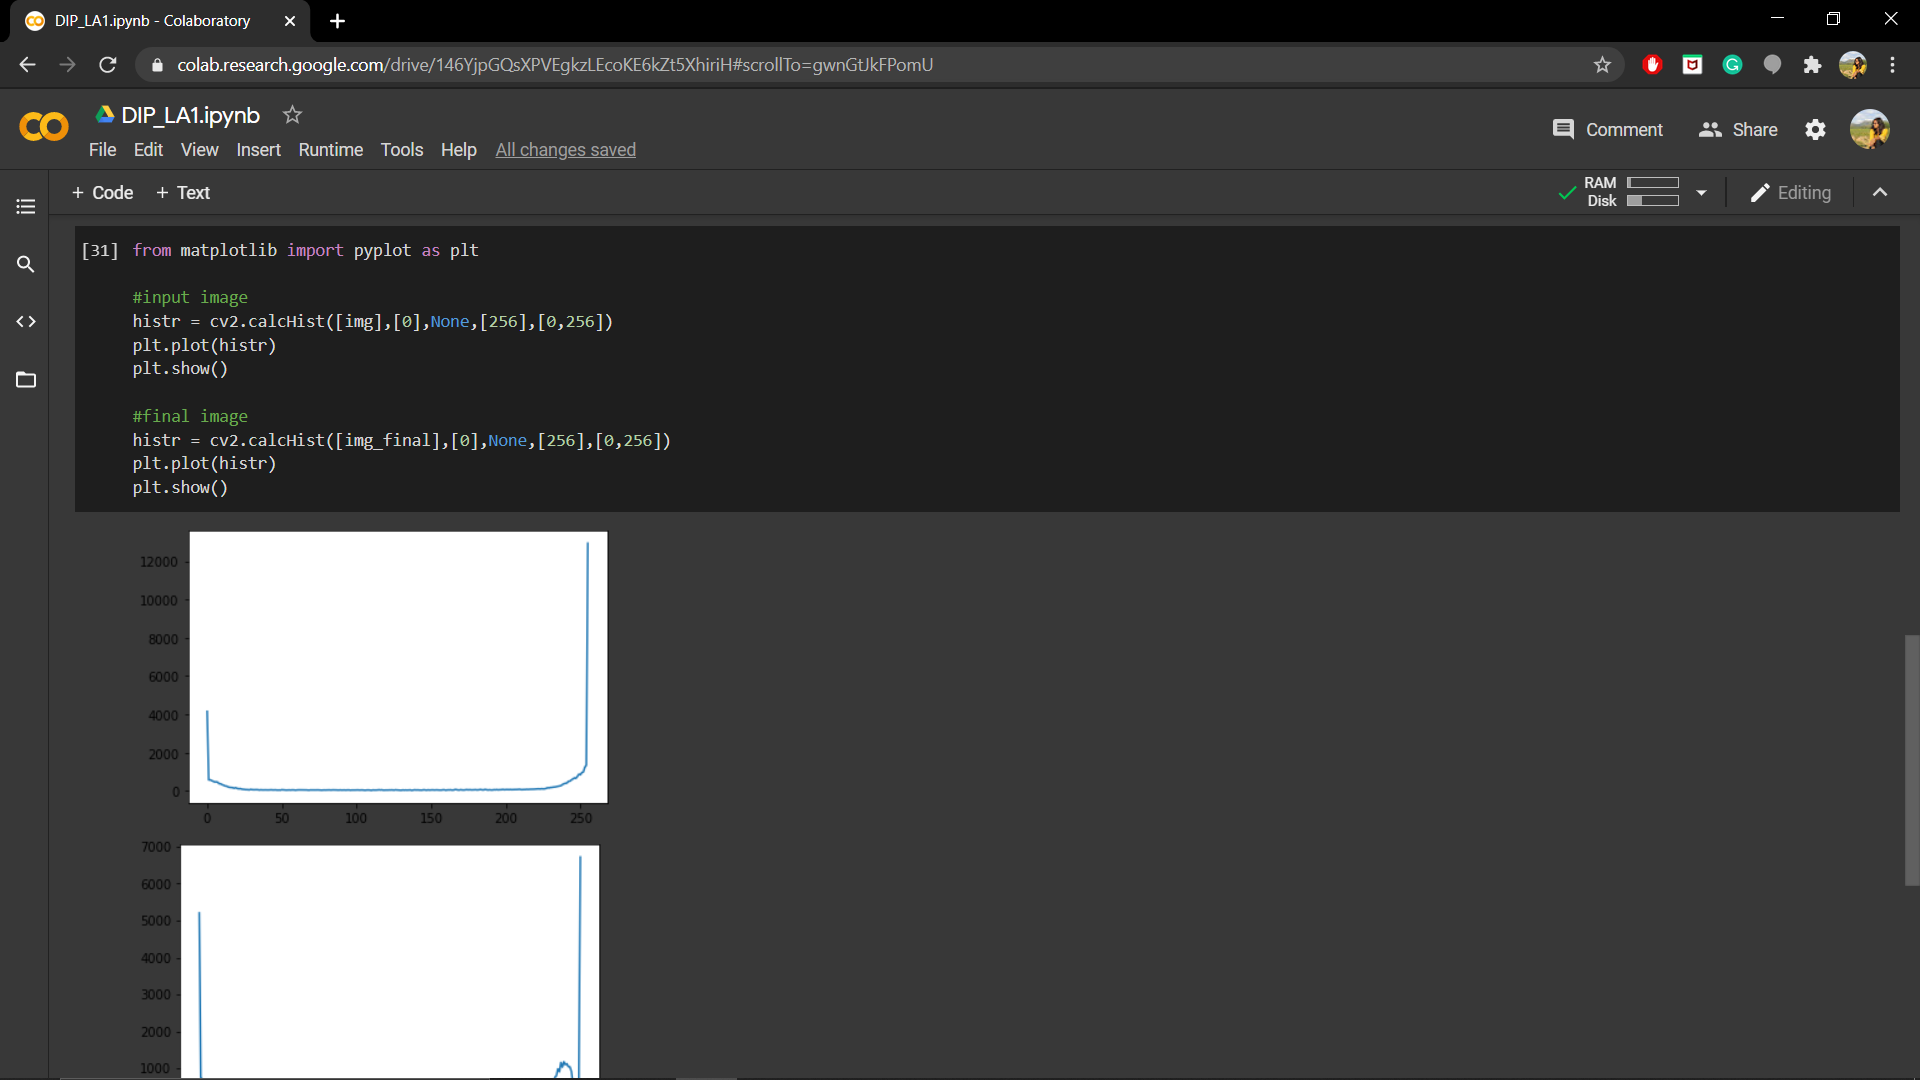 DIP_LA1.ipynb - Colaboratory
colab.research.google.com/drive/146YjpGQsXPVEgkzLEcoKE6kZt5XhiriH#scrollTo=gwnGtJkFPomU
DIP_LA1.ipynb
Comment Share
File Edit View Insert Runtime Tools Help All changes saved
+ Code + Text
RAM
Disk
Editing
[31] from matplotlib import pyplot as plt
#input image
histr = cv2.calcHist([img],[0],None,[256],[0,256])
plt.plot(histr)
plt.show()
#final image
histr = cv2.calcHist([img_final],[0],None,[256],[0,256])
plt.plot(histr)
plt.show()
12000
10000
8000
6000
4000
2000
0
0 50 100 150 200 250
7000
6000
5000
4000
3000
2000
1000